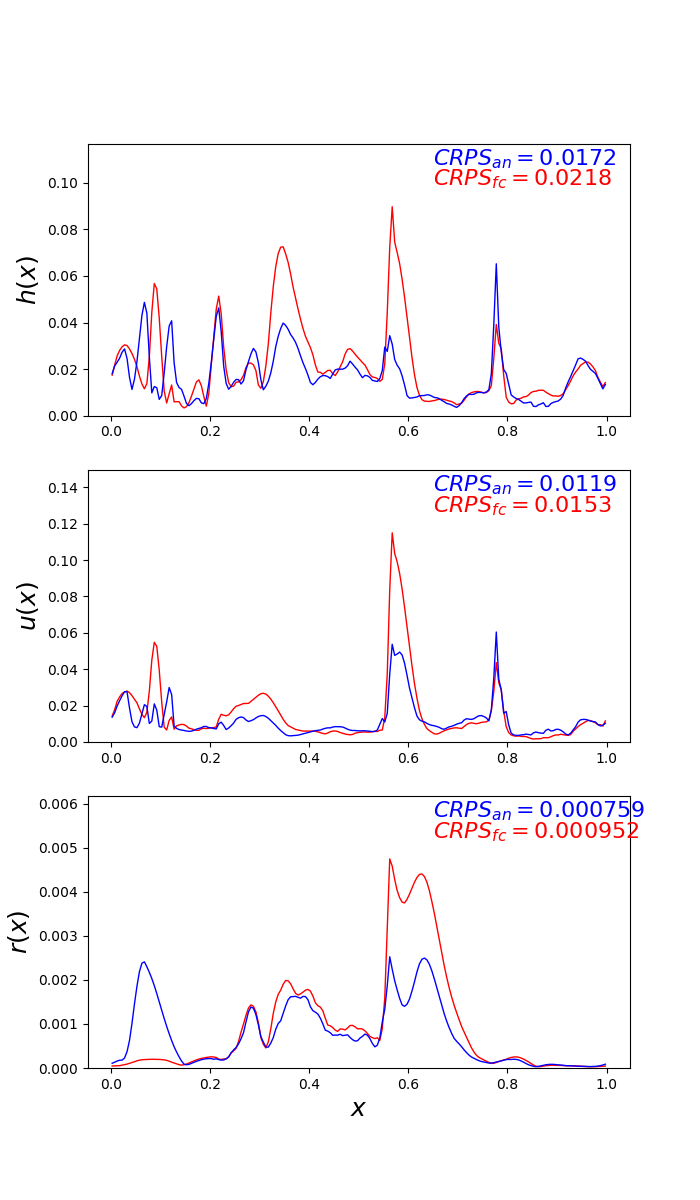 CRPS_an = 0.0172
CRPS_fc = 0.0218
0.10
0.08
0.06
0.04
0.02
0.00
h(x)
0.0 0.2 0.4 0.6 0.8 1.0
CRPS_an = 0.0119
CRPS_fc = 0.0153
0.14
0.12
0.10
0.08
0.06
0.04
0.02
0.00
u(x)
0.0 0.2 0.4 0.6 0.8 1.0
CRPS_an = 0.000759
CRPS_fc = 0.000952
0.006
0.005
0.004
0.003
0.002
0.001
0.000
r(x)
0.0 0.2 0.4 0.6 0.8 1.0
x